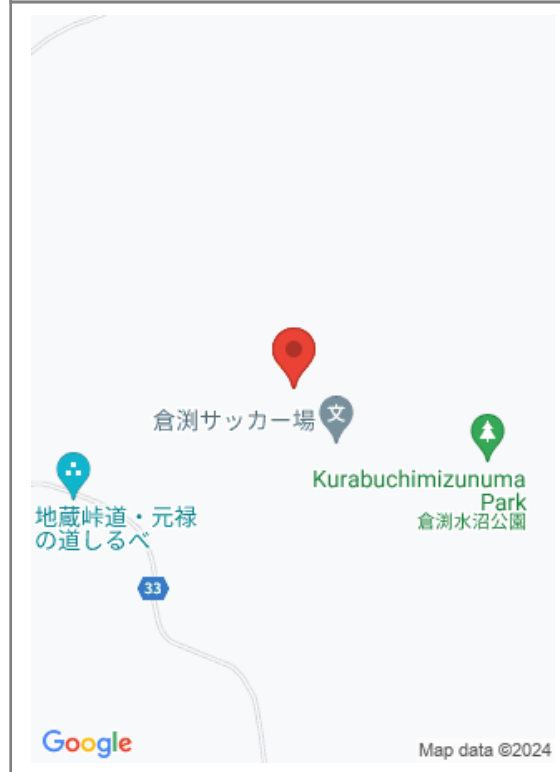 倉渕サッカー場
文
Kurabuchimizunuma
Park
倉渕水沼公園
地蔵峠道・元禄
の道しるべ
33
Google
Map data ©2024